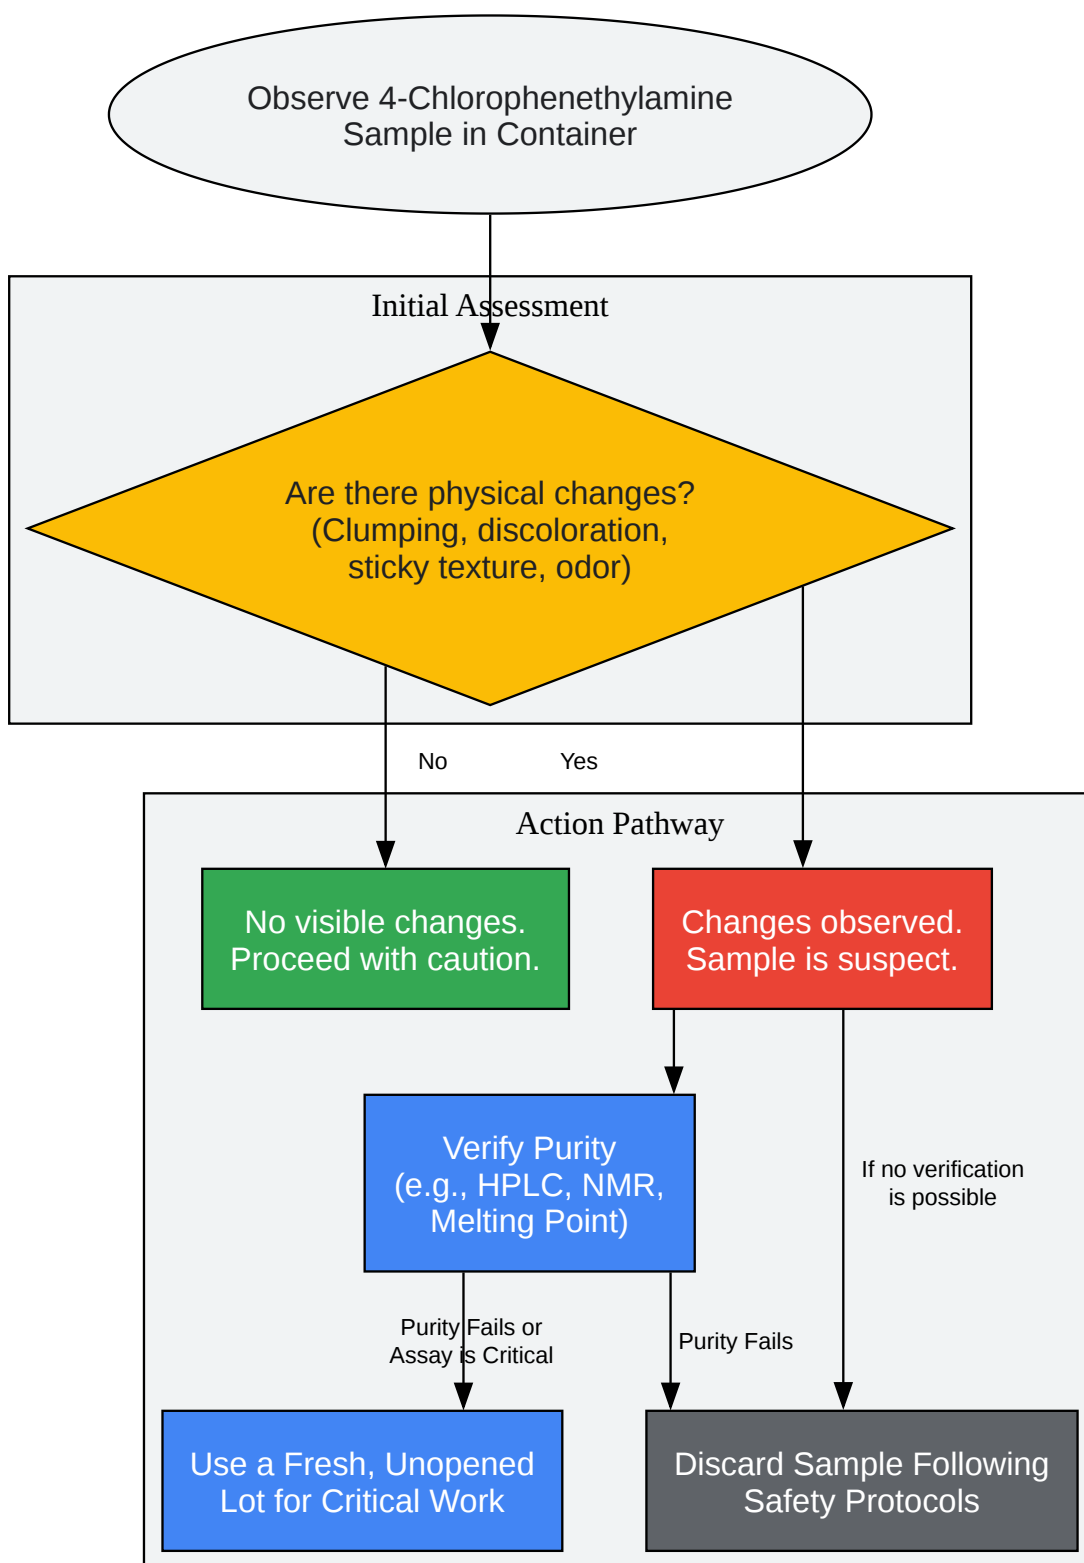 Observe 4-Chlorophenethylamine
Sample in Container
Initial Assessment
Are there physical changes?
(Clumping, discoloration,
sticky texture, odor)
No
Yes
Action Pathway
No visible changes.
Proceed with caution.
Changes observed.
Sample is suspect.
Verify Purity
(e.g., HPLC, NMR,
Melting Point)
If no verification
is possible
Purity Fails or
Assay is Critical
Purity Fails
Use a Fresh, Unopened
Lot for Critical Work
Discard Sample Following
Safety Protocols